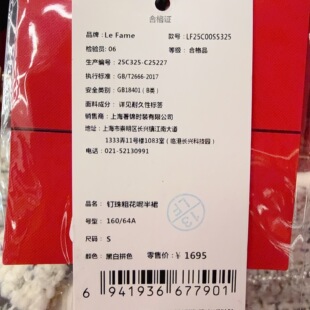 合格证
品牌：Le Fame
款号：LF25C00S5325
检验员：06
等级：合格品
生产编号：25C325-C25227
执行标准：GB/T2666-2017
安全类别：GB18401（B类）
面料成分：详见耐久性标签
销售商：上海著锦时装有限公司
地址：上海市崇明区长兴镇江南大道
1333弄11号楼1083室（临港长兴科技园）
电话：021-52130991
品名：钉珠粗花呢半裙
型号：160/64A
尺码：S
颜色：黑白拼色
零售价：¥ 1695
6 941936 677901